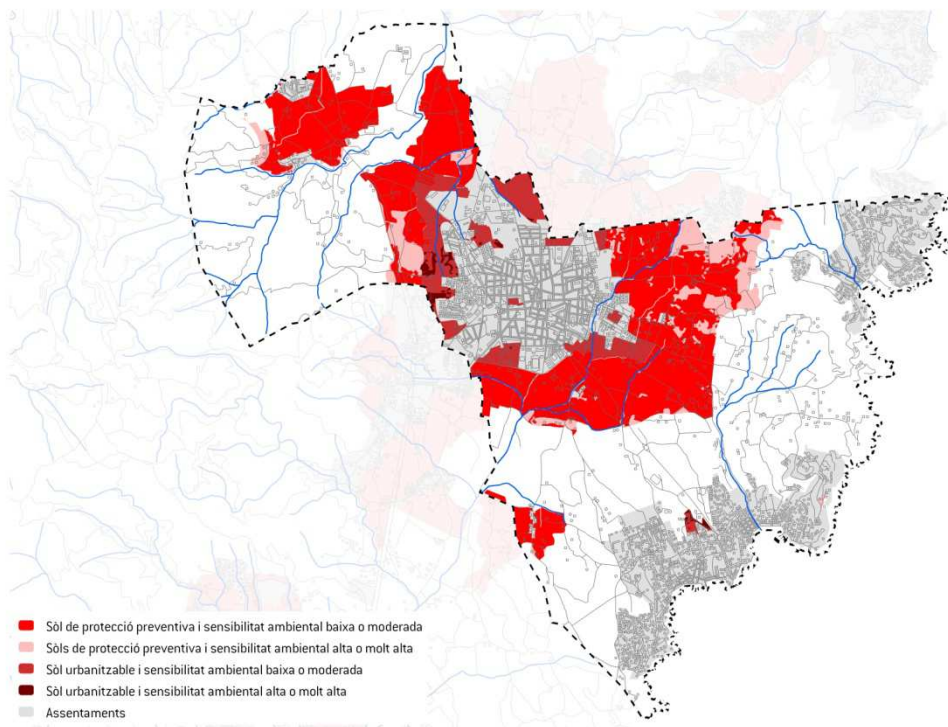 Sòl de protecció preventiva i sensibilitat ambiental baixa o moderada
Sòls de protecció preventiva i sensibilitat ambiental alta o molt alta
Sòl urbanitzable i sensibilitat ambiental baixa o moderada
Sòl urbanitzable i sensibilitat ambiental alta o molt alta
Assentaments